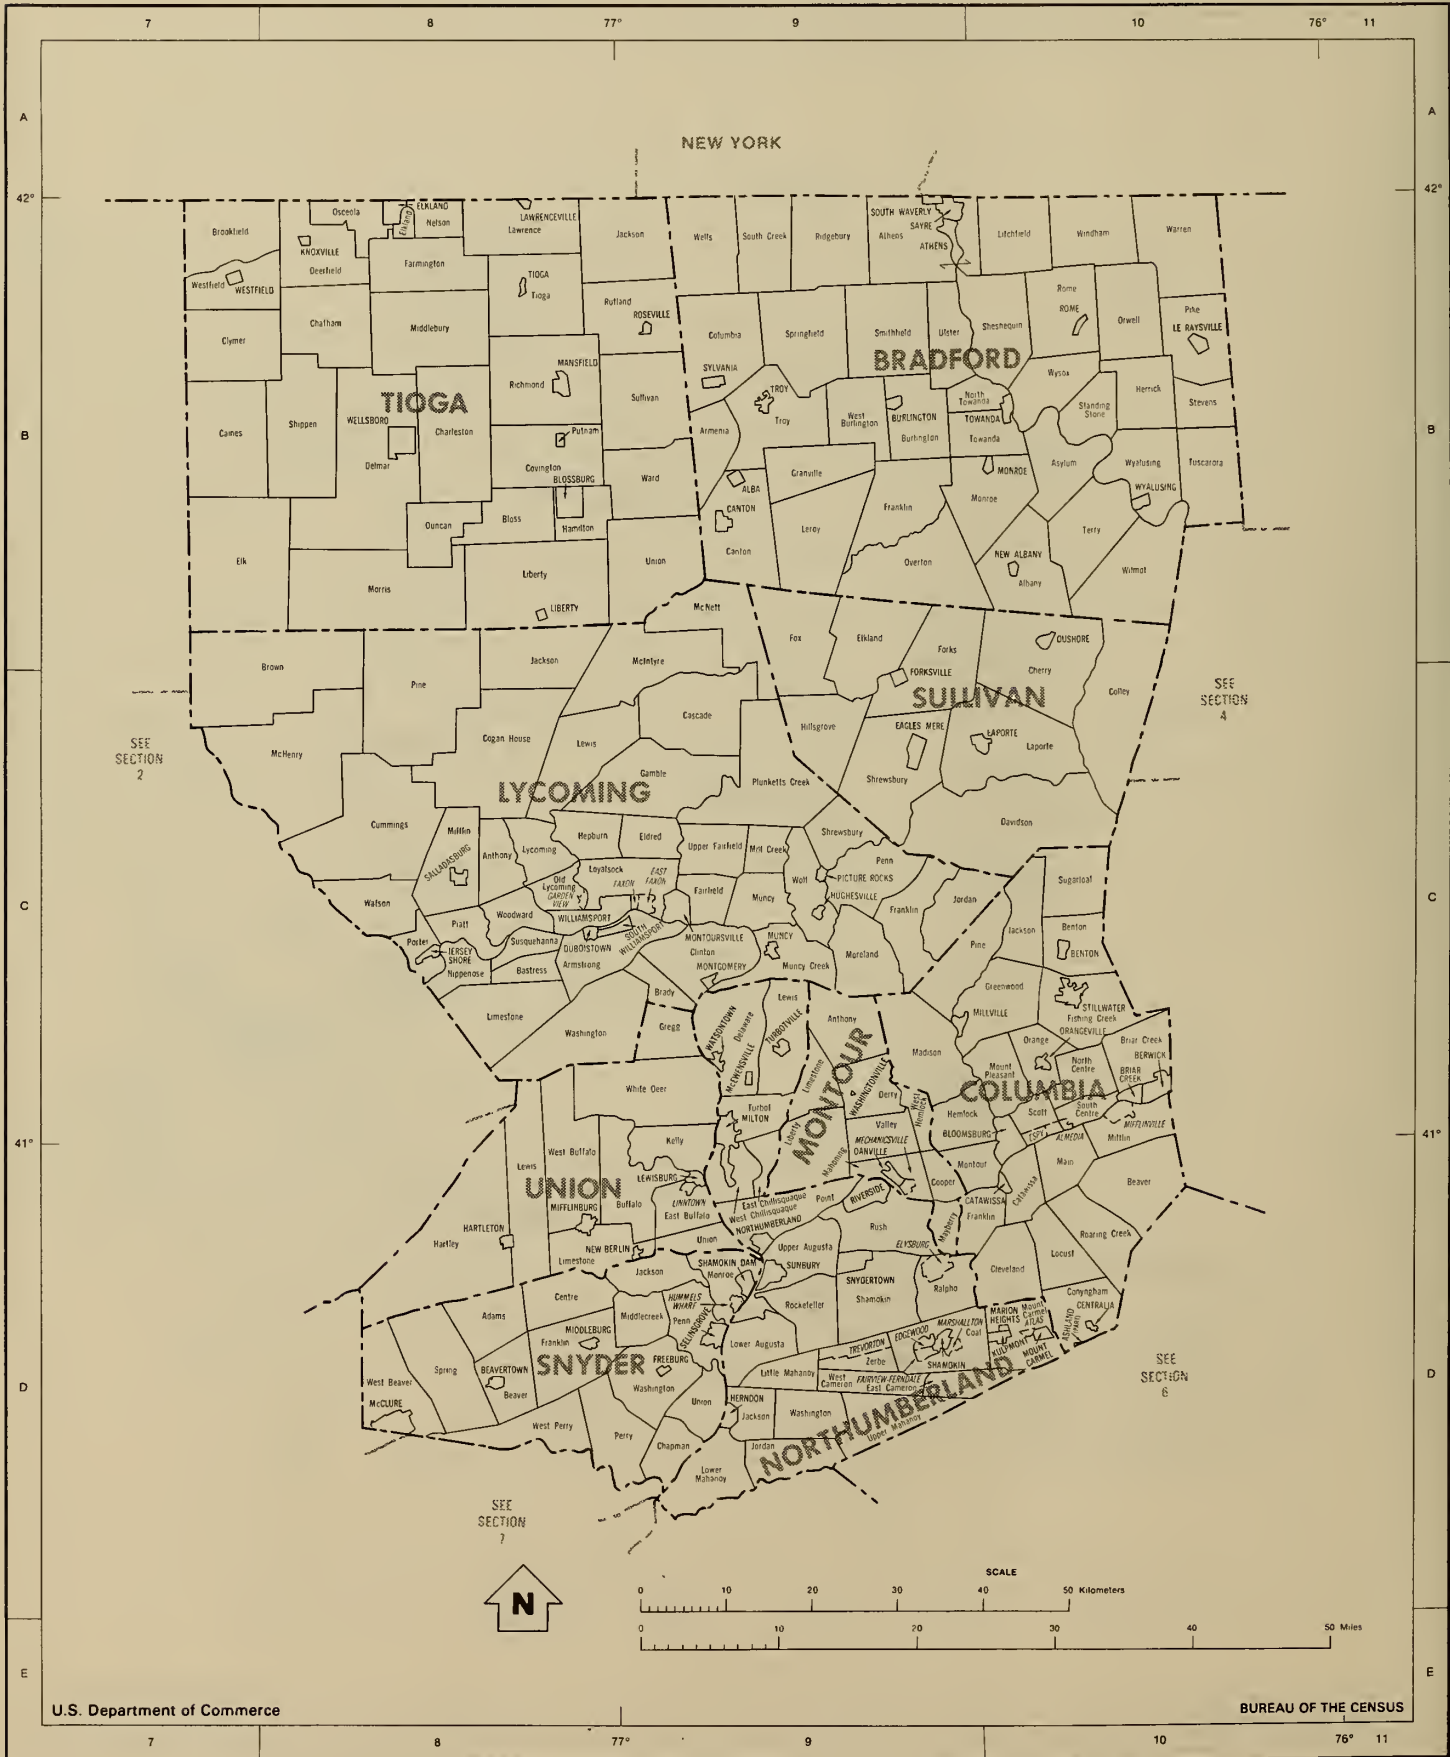 7 8 77° 9 10 76° 11
A A
NEW YORK
42° 42°
Osceola
ELKLAND
Elkland
Nelson
LAWRENCEVILLE
Lawrence
Jackson
Brookfield
KNOXVILLE
Deerfield
Farmington
Westfield
WESTFIELD
TIOGA
Tioga
Rutland
ROSEVILLE
Clymer
Chatham
Middlebury
MANSFIELD
Richmond
Sullivan
TIOGA
Gaines
Shippen
WELLSBORO
Delmar
Charleston
Putnam
Covington
BLOSSBURG
Ward
Duncan
Bloss
Hamilton
Elk
Morris
Liberty
LIBERTY
Union
Wells
South Creek
Ridgebury
SOUTH WAVERLY
SAYRE
Athens
ATHENS
Litchfield
Windham
Warren
Columbia
Springfield
Smithfield
Ulster
Sheshequin
Rome
ROME
Orwell
Pike
LE RAYSVILLE
BRADFORD
SYLVANIA
TROY
Troy
Armenia
West
Burlington
BURLINGTON
Burlington
North
Towanda
TOWANDA
Towanda
Wysox
Standing
Stone
Herrick
Stevens
B B
Granville
ALBA
CANTON
Canton
Leroy
Franklin
MONROE
Monroe
Asylum
Wyalusing
WYALUSING
Tuscarora
Overton
NEW ALBANY
Albany
Terry
Wilmot
McNett
Fox
Elkland
Forks
FORKSVILLE
DUSHORE
Cherry
Colley
SULLIVAN
Hillsgrove
EAGLES MERE
LAPORTE
Laporte
Shrewsbury
Davidson
SEE
SECTION
4
SEE
SECTION
2
Brown
Pine
Jackson
McIntyre
Cascade
McHenry
Cogan House
Lewis
Gamble
Plunketts Creek
LYCOMING
Cummings
Mifflin
SALLADASBURG
Anthony
Lycoming
Hepburn
Eldred
Upper Fairfield
Mill Creek
Shrewsbury
Old
Lycoming
GARDEN
VIEW
Loyalsock
FAXON
EAST
FAXON
Fairfield
Muncy
Wolf
Penn
PICTURE ROCKS
HUGHESVILLE
Franklin
Jordan
C C
Watson
Piatt
Woodward
WILLIAMSPORT
SOUTH
WILLIAMSPORT
DUBOISTOWN
MONTOURSVILLE
Clinton
MONTGOMERY
MUNCY
Muncy Creek
Moreland
Porter
JERSEY
SHORE
Nippenose
Susquehanna
Bastress
Armstrong
Limestone
Washington
Brady
Gregg
Sugarloaf
Jackson
Benton
BENTON
Pine
Greenwood
STILLWATER
Fishing Creek
MILLVILLE
ORANGEVILLE
Orange
Madison
Mount
Pleasant
North
Centre
Briar Creek
BERWICK
BRIAR
CREEK
COLUMBIA
Hemlock
Scott
South
Centre
MIFFLINVILLE
BLOOMSBURG
ESPY
ALMEDIA
Mifflin
Montour
Main
Beaver
CATAWISSA
Catawissa
Franklin
Roaring Creek
Locust
Cleveland
Conyngham
CENTRALIA
ASHLAND
(PART)
WATSONTOWN
Delaware
McEWENSVILLE
Lewis
TURBOTVILLE
Anthony
Limestone
MONTOUR
WASHINGTONVILLE
Derry
West
Hemlock
Valley
MECHANICSVILLE
DANVILLE
Liberty
Mahoning
Cooper
Mayberry
Turbot
MILTON
East Chillisquaque
West Chillisquaque
NORTHUMBERLAND
Point
RIVERSIDE
Rush
ELYSBURG
Ralpho
Upper Augusta
SUNBURY
SNYDERTOWN
Shamokin
Rockefeller
Lower Augusta
TREVORTON
Zerbe
EDGEWOOD
MARSHALLTON
Coal
SHAMOKIN
MARION
HEIGHTS
Mount
Carmel
ATLAS
KULPMONT
MOUNT
CARMEL
Little Mahanoy
West
Cameron
FAIRVIEW-FERNDALE
East Cameron
HERNDON
Jackson
Washington
Jordan
Upper Mahanoy
Lower
Mahanoy
NORTHUMBERLAND
41° 41°
White Deer
Kelly
West Buffalo
Lewis
LEWISBURG
LINNTOWN
UNION
MIFFLINBURG
Buffalo
East Buffalo
HARTLETON
Hartley
NEW BERLIN
Union
Limestone
Jackson
SHAMOKIN DAM
Monroe
HUMMELS
WHARF
Penn
SELINSGROVE
Centre
Adams
Middlecreek
MIDDLEBURG
Franklin
SNYDER
FREEBURG
Spring
BEAVERTOWN
Beaver
Washington
West Beaver
McCLURE
Union
West Perry
Perry
Chapman
D D
SEE
SECTION
6
SEE
SECTION
7
N
SCALE
0 10 20 30 40 50 Kilometers
0 10 20 30 40 50 Miles
E E
U.S. Department of Commerce
BUREAU OF THE CENSUS
7 8 77° 9 10 76° 11